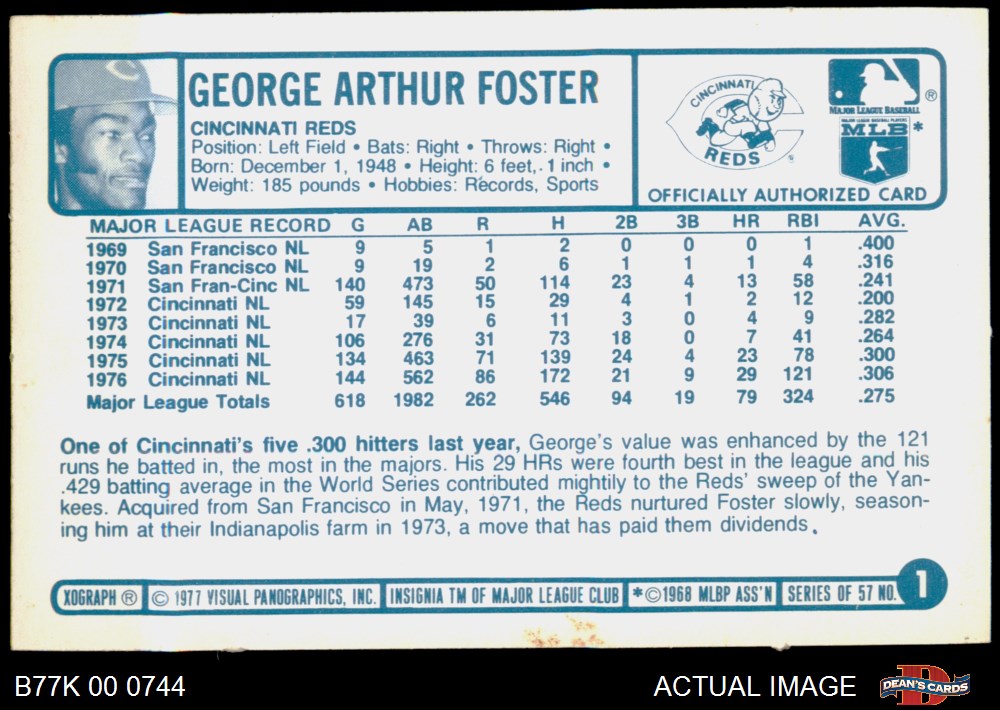 GEORGE ARTHUR FOSTER
CINCINNATI REDS
Position: Left Field • Bats: Right • Throws: Right •
Born: December 1, 1948 • Height: 6 feet, 1 inch •
Weight: 185 pounds • Hobbies: Records, Sports
CINCINNATI
REDS
®
MAJOR LEAGUE BASEBALL
MAJOR LEAGUE BASEBALL PLAYERS
MLB *
OFFICIALLY AUTHORIZED CARD
MAJOR LEAGUE RECORD G AB R H 2B 3B HR RBI AVG.
1969 San Francisco NL 9 5 1 2 0 0 0 1 .400
1970 San Francisco NL 9 19 2 6 1 1 1 4 .316
1971 San Fran-Cinc NL 140 473 50 114 23 4 13 58 .241
1972 Cincinnati NL 59 145 15 29 4 1 2 12 .200
1973 Cincinnati NL 17 39 6 11 3 0 4 9 .282
1974 Cincinnati NL 106 276 31 73 18 0 7 41 .264
1975 Cincinnati NL 134 463 71 139 24 4 23 78 .300
1976 Cincinnati NL 144 562 86 172 21 9 29 121 .306
Major League Totals 618 1982 262 546 94 19 79 324 .275
One of Cincinnati's five .300 hitters last year, George's value was enhanced by the 121
runs he batted in, the most in the majors. His 29 HRs were fourth best in the league and his
.429 batting average in the World Series contributed mightily to the Reds' sweep of the Yan-
kees. Acquired from San Francisco in May, 1971, the Reds nurtured Foster slowly, season-
ing him at their Indianapolis farm in 1973, a move that has paid them dividends.
XOGRAPH ® © 1977 VISUAL PANOGRAPHICS, INC. INSIGNIA TM OF MAJOR LEAGUE CLUB *©1968 MLBP ASS'N SERIES OF 57 NO. 1
B77K 00 0744 ACTUAL IMAGE DEAN'S CARDS